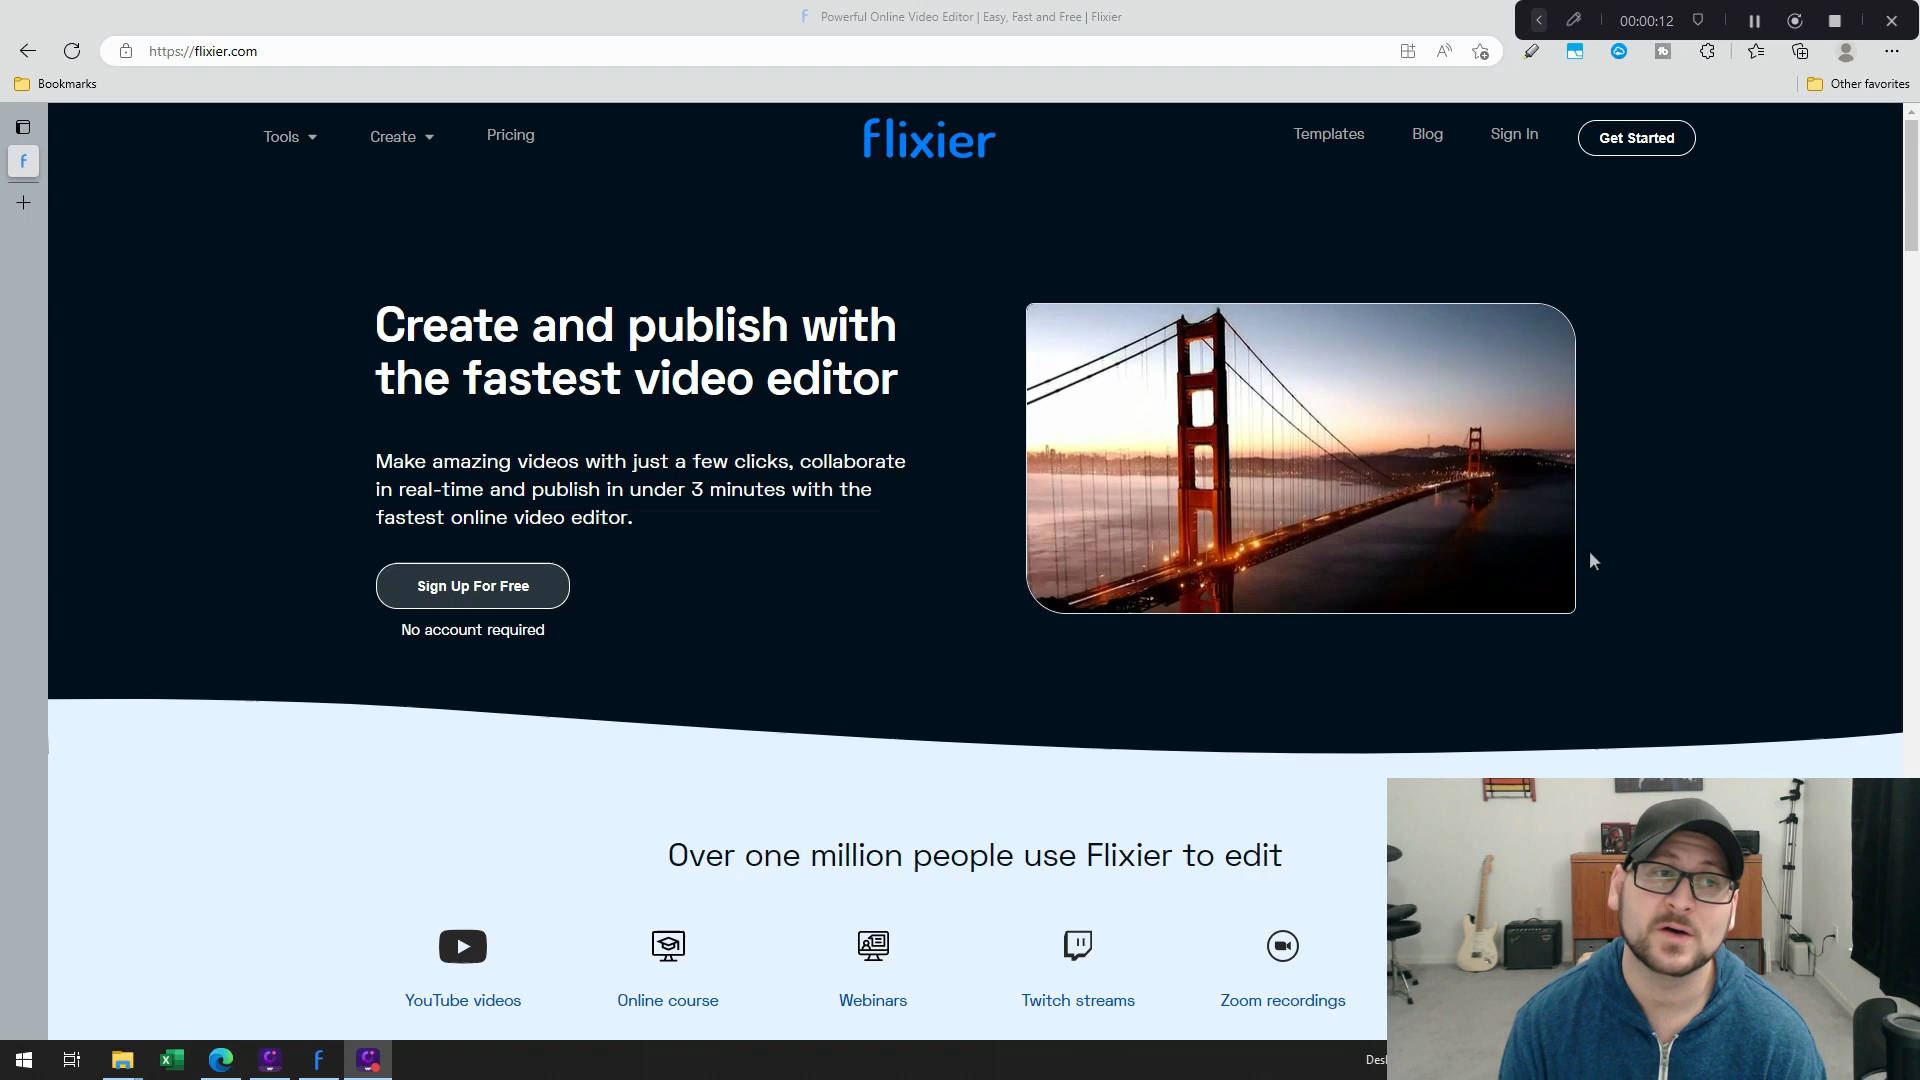 Powerful Online Video Editor | Easy, Fast and Free | Flixier
00:00:12
https://flixier.com
Bookmarks
Other favorites
Tools
Create
Pricing
flixier
Templates
Blog
Sign In
Get Started
Create and publish with
the fastest video editor
Make amazing videos with just a few clicks, collaborate
in real-time and publish in under 3 minutes with the
fastest online video editor.
Sign Up For Free
No account required
Over one million people use Flixier to edit
YouTube videos
Online course
Webinars
Twitch streams
Zoom recordings